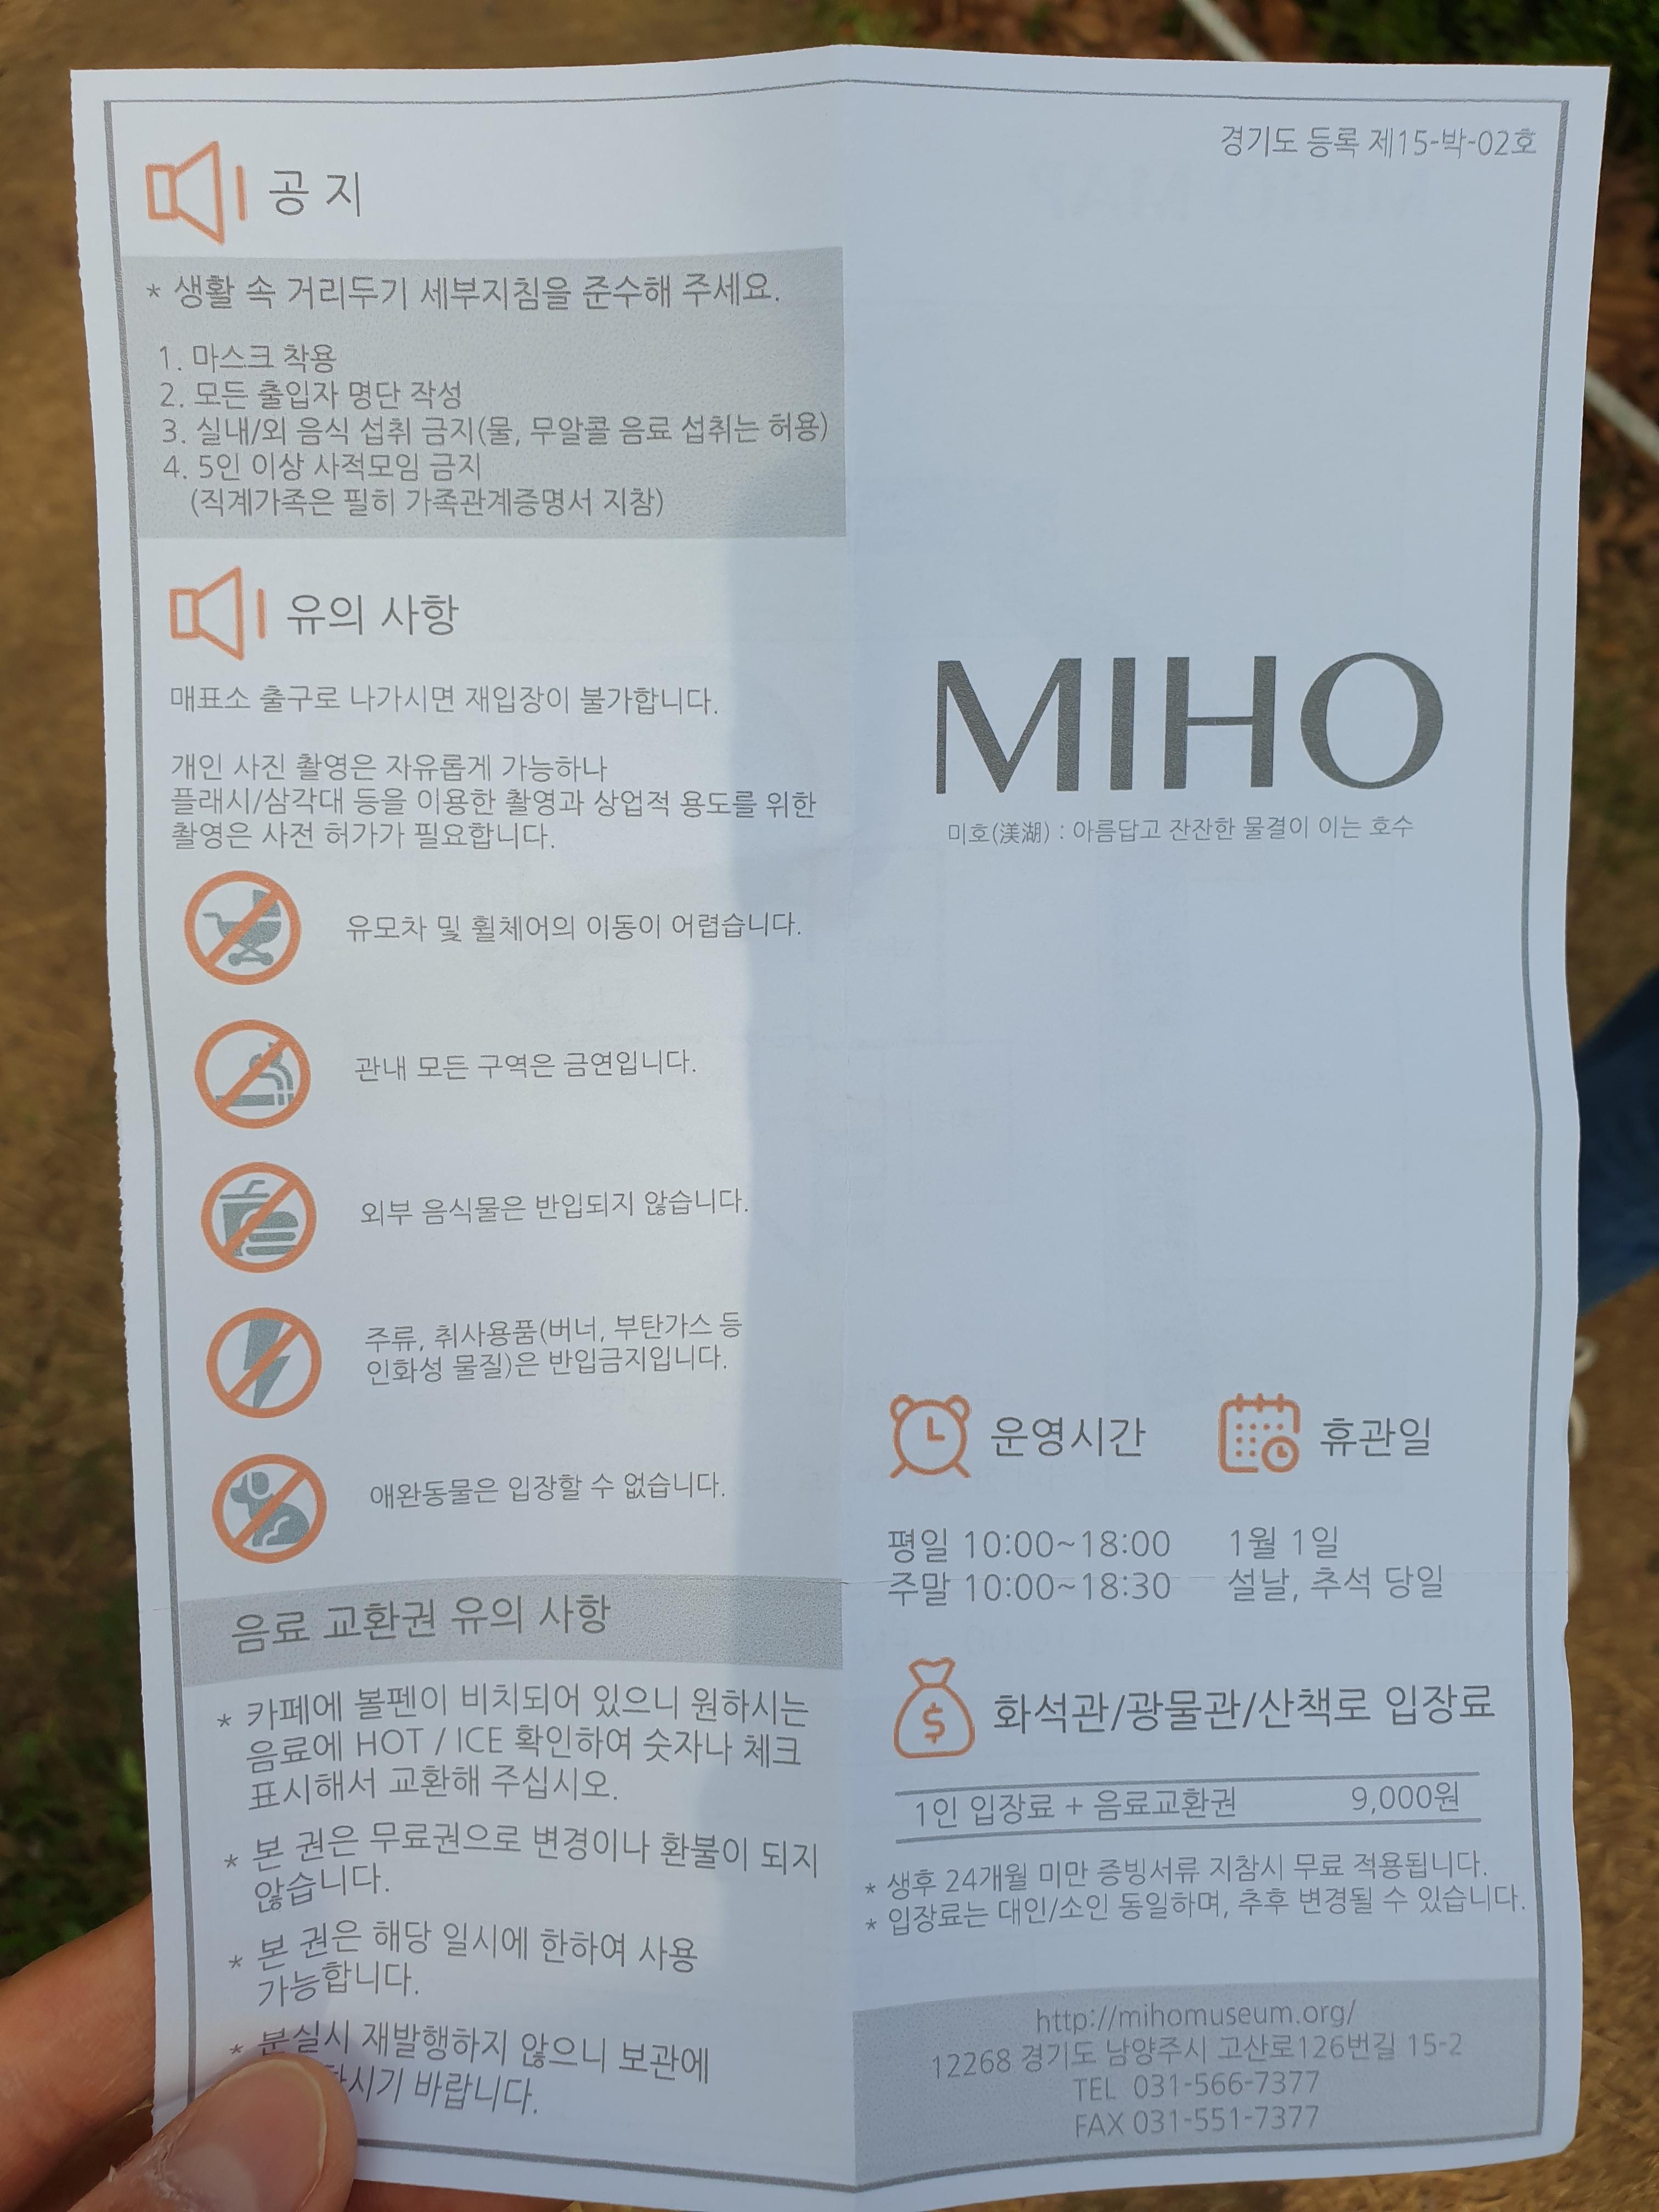 공 지
* 생활 속 거리두기 세부지침을 준수해 주세요.
1. 마스크 착용
2. 모든 출입자 명단 작성
3. 실내/외 음식 섭취 금지(물, 무알콜 음료 섭취는 허용)
4. 5인 이상 사적모임 금지
(직계가족은 필히 가족관계증명서 지참)
유의 사항
매표소 출구로 나가시면 재입장이 불가합니다.
개인 사진 촬영은 자유롭게 가능하나
플래시/삼각대 등을 이용한 촬영과 상업적 용도를 위한
촬영은 사전 허가가 필요합니다.
유모차 및 휠체어의 이동이 어렵습니다.
관내 모든 구역은 금연입니다.
외부 음식물은 반입되지 않습니다.
주류, 취사용품(버너, 부탄가스 등
인화성 물질)은 반입금지입니다.
애완동물은 입장할 수 없습니다.
음료 교환권 유의 사항
* 카페에 볼펜이 비치되어 있으니 원하시는
음료에 HOT / ICE 확인하여 숫자나 체크
표시해서 교환해 주십시오.
* 본 권은 무료권으로 변경이나 환불이 되지
않습니다.
* 본 권은 해당 일시에 한하여 사용
가능합니다.
* 분실시 재발행하지 않으니 보관에
바랍니다.
경기도 등록 제15-박-02호
MIHO
미호(渼湖) : 아름답고 잔잔한 물결이 이는 호수
운영시간
평일 10:00~18:00
주말 10:00~18:30
휴관일
1월 1일
설날, 추석 당일
화석관/광물관/산책로 입장료
1인 입장료 + 음료교환권 9,000원
* 생후 24개월 미만 증빙서류 지참시 무료 적용됩니다.
* 입장료는 대인/소인 동일하며, 추후 변경될 수 있습니다.
http://mihomuseum.org/
12268 경기도 남양주시 고산로126번길 15-2
TEL 031-566-7377
FAX 031-551-7377